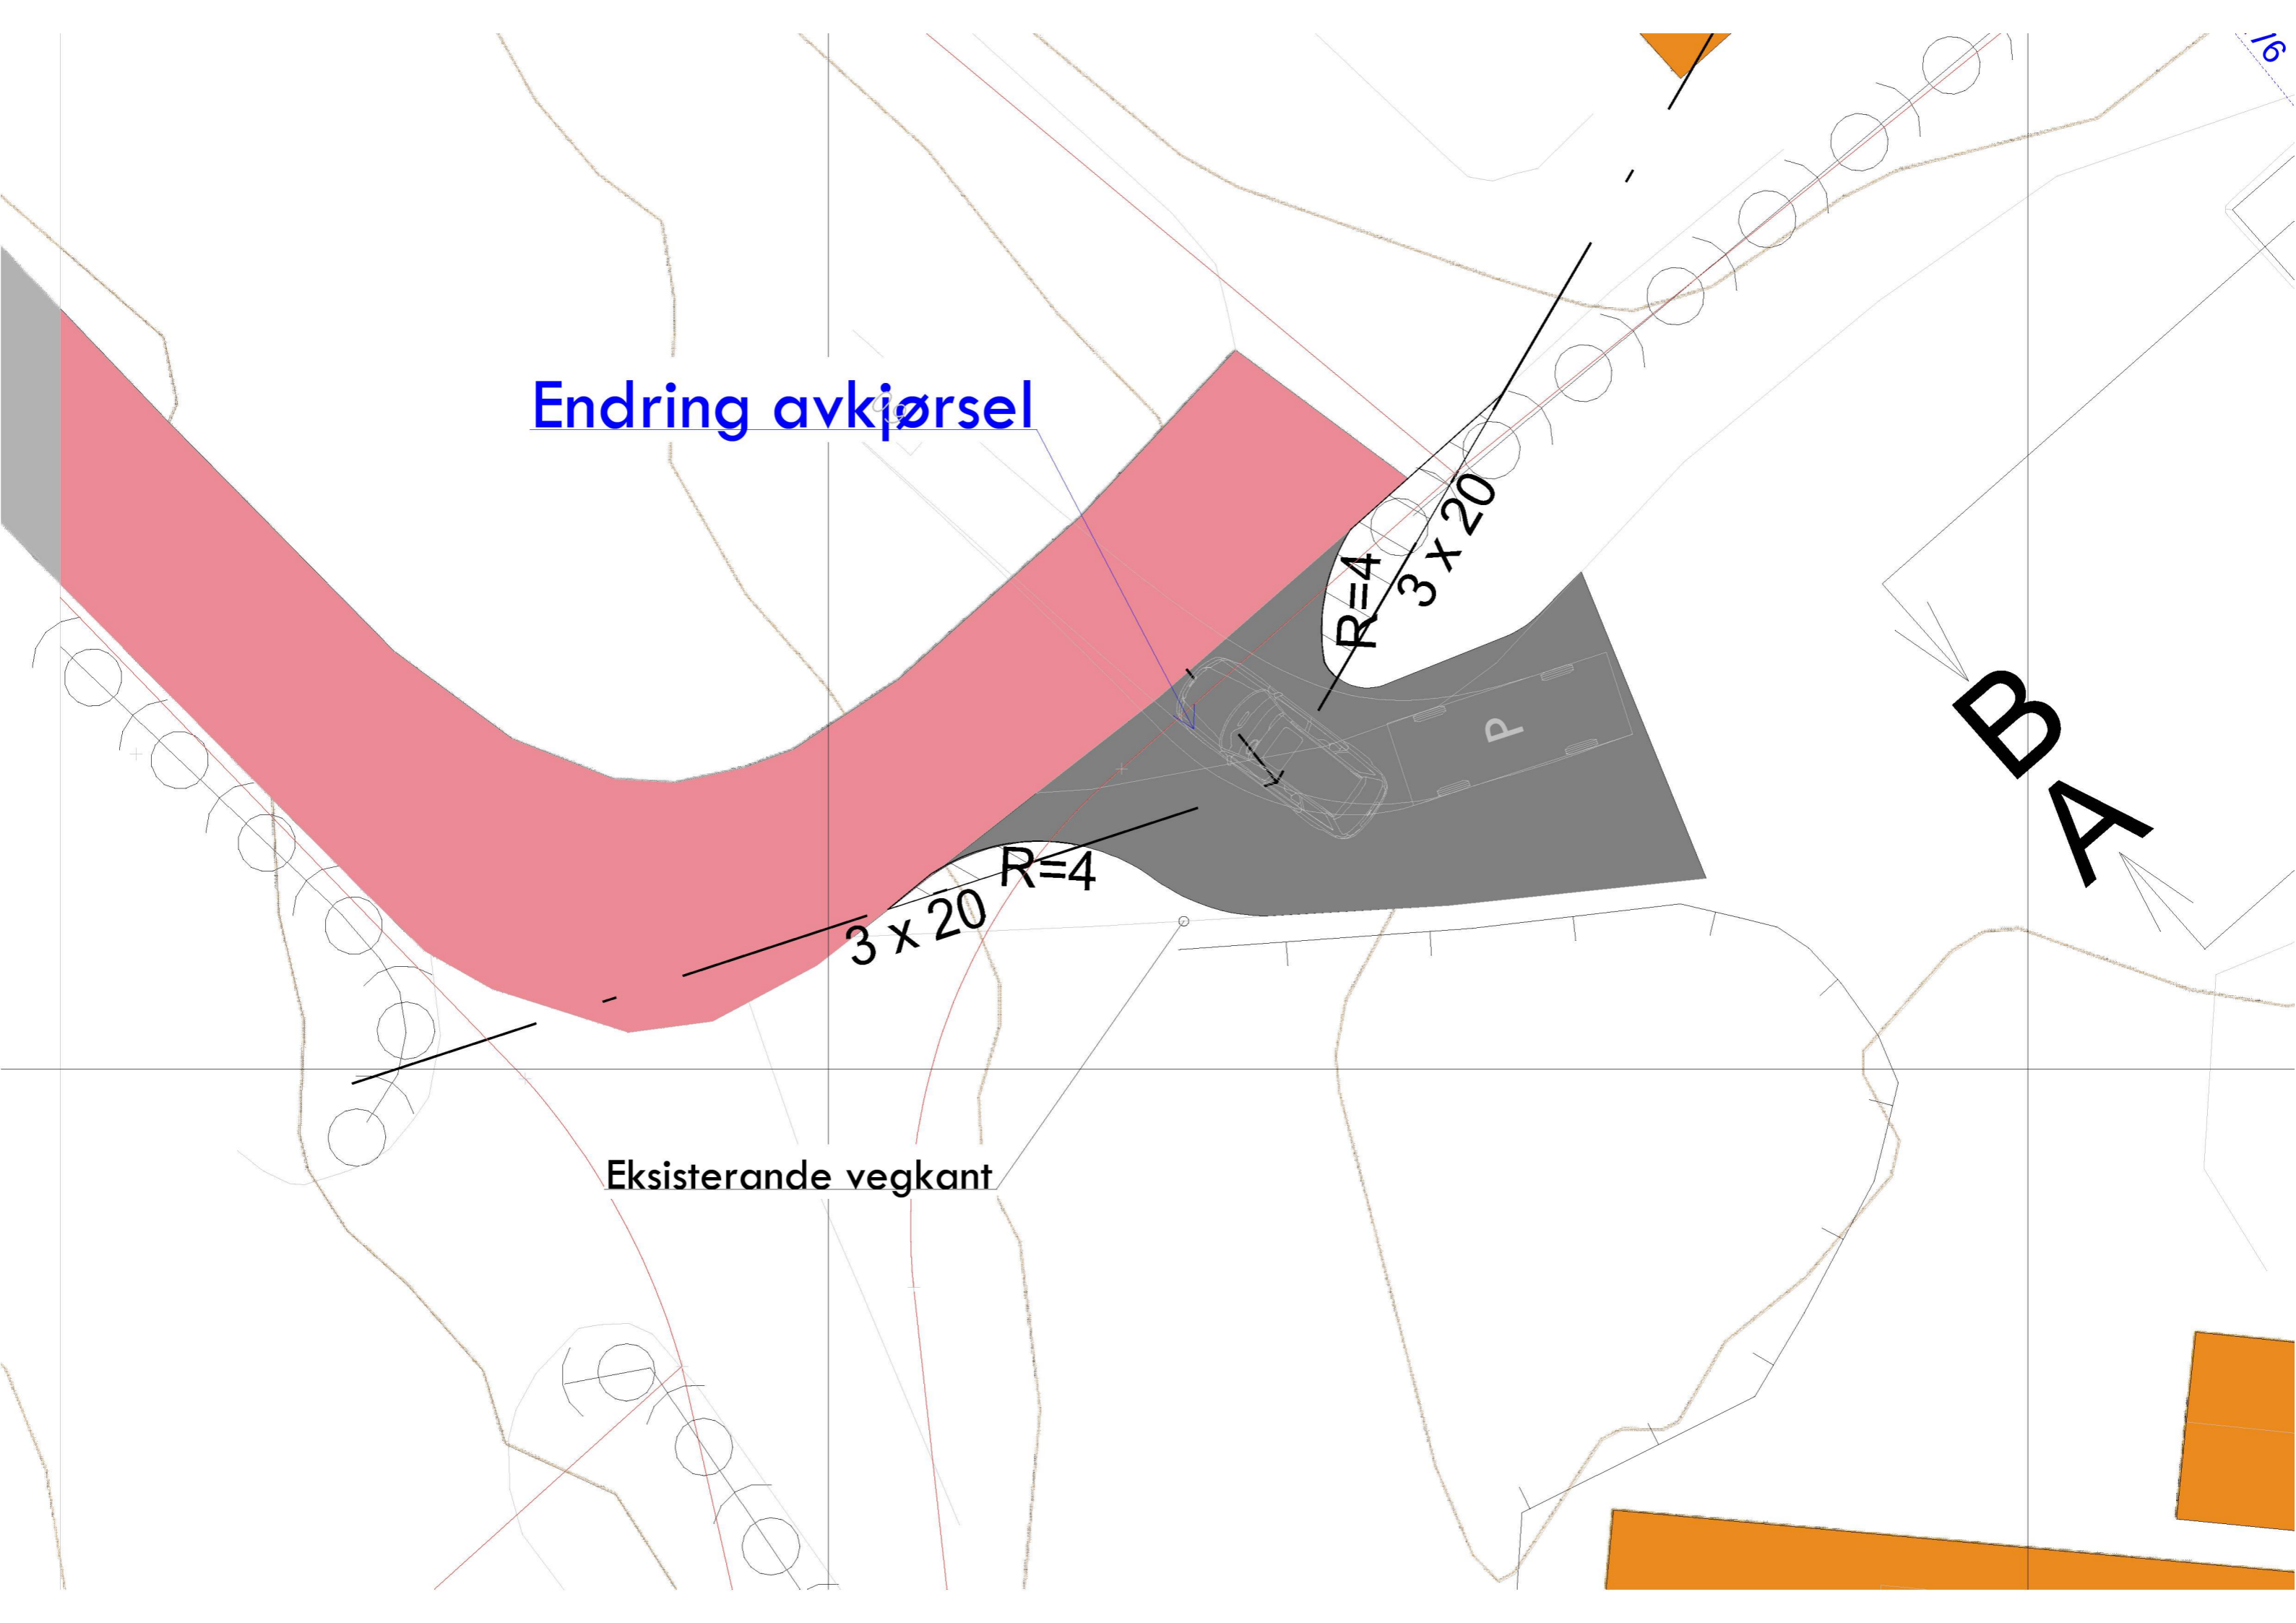 Endring avkjørsel
R=4
3 x 20
P
B
A
R=4
3 x 20
Eksisterande vegkant